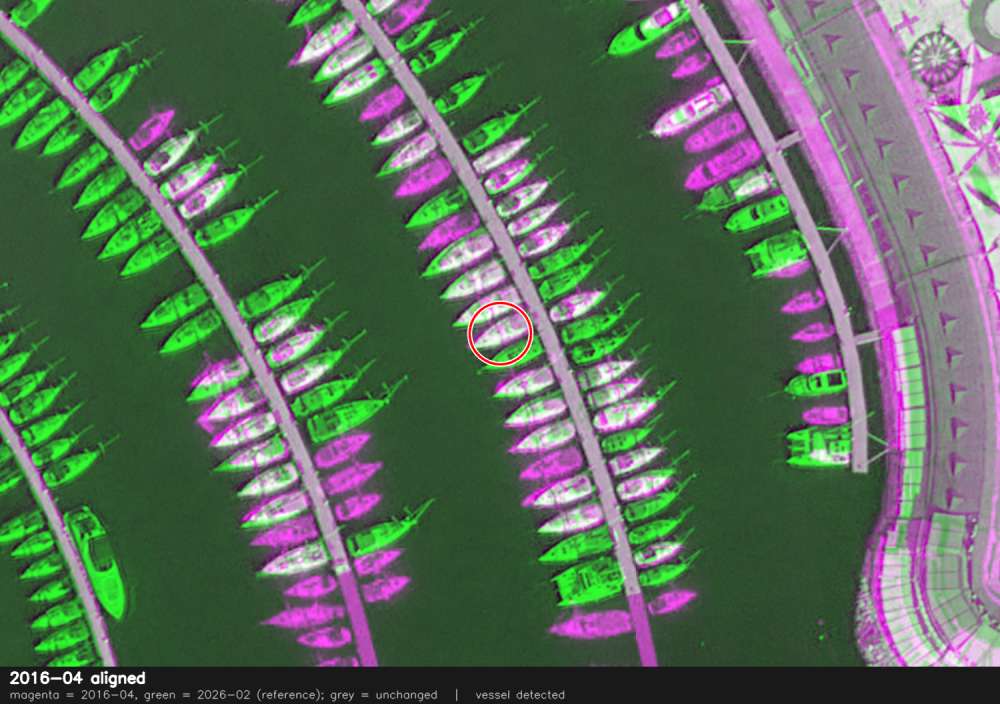 2016-04 aligned
magenta = 2016-04, green = 2026-02 (reference); grey = unchanged | vessel detected